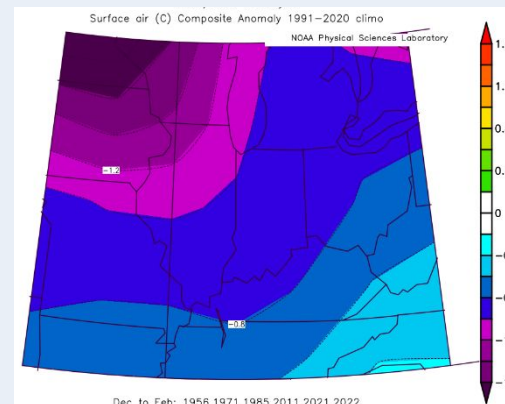 Surface air (C) Composite Anomaly 1991-2020 climo
NOAA Physical Sciences Laboratory
-1.2
-0.8
0
Dec to Feb: 1956,1971,1985,2011,2021,2022